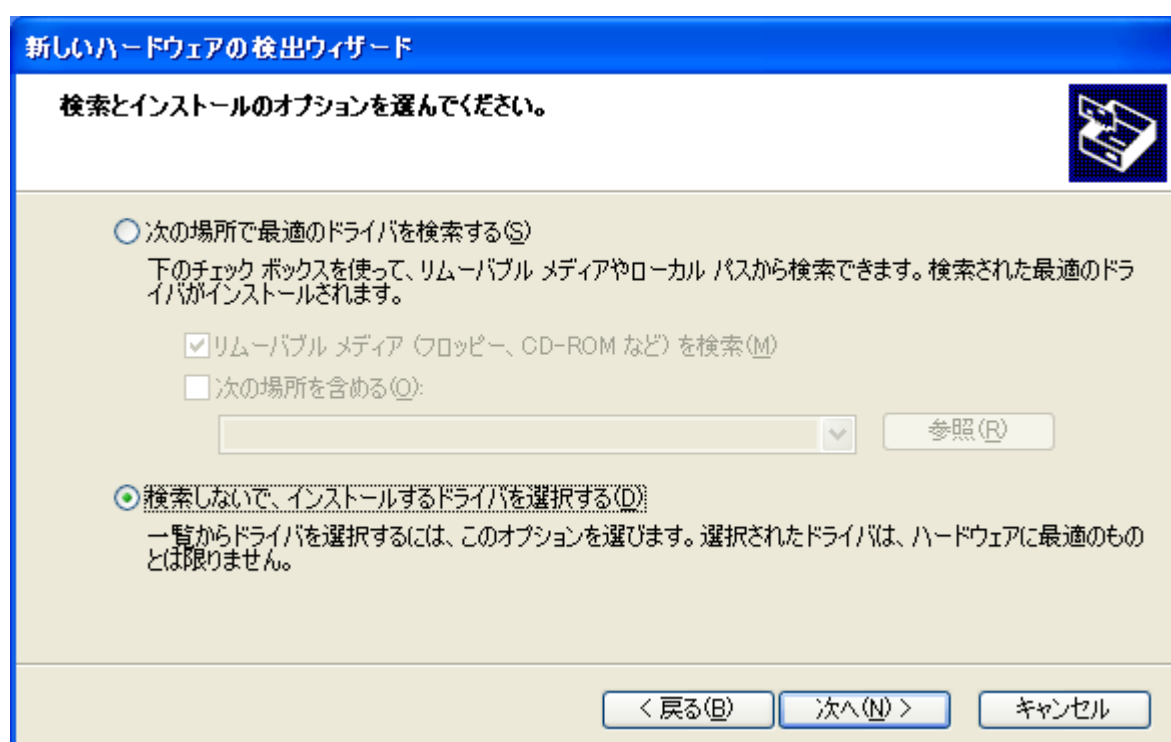 新しいハードウェアの検出ウィザード
検索とインストールのオプションを選んでください。
次の場所で最適のドライバを検索する(S)
下のチェック ボックスを使って、リムーバブル メディアやローカル パスから検索できます。検索された最適のドラ
イバがインストールされます。
リムーバブル メディア (フロッピー、CD-ROM など) を検索(M)
次の場所を含める(O):
参照(R)
検索しないで、インストールするドライバを選択する(D)
一覧からドライバを選択するには、このオプションを選びます。選択されたドライバは、ハードウェアに最適のもの
とは限りません。
< 戻る(B) 次へ(N) > キャンセル